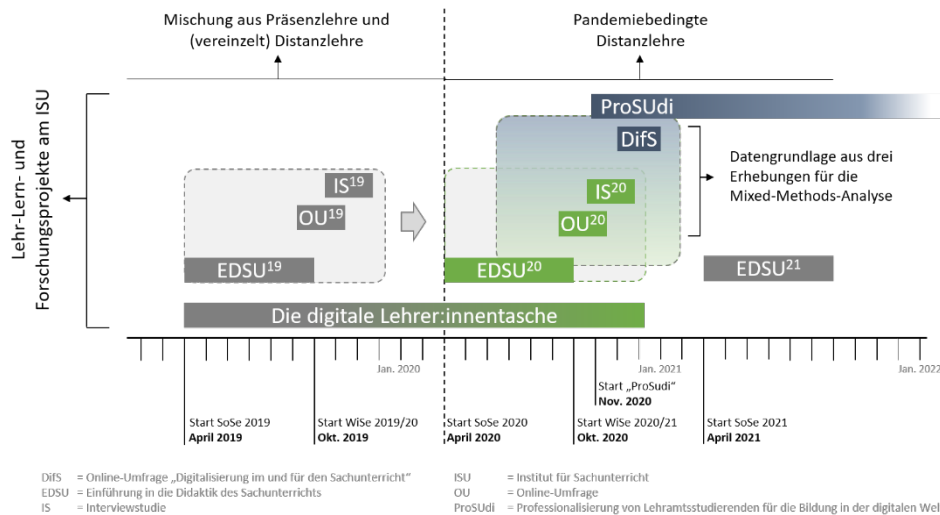 Mischung aus Präsenzlehre und
(vereinzelt) Distanzlehre
Pandemiebedingte
Distanzlehre
Lehr-Lern- und
Forschungsprojekte am ISU
ProSUdi
DifS
IS¹⁹
OU¹⁹
EDSU¹⁹
IS²⁰
OU²⁰
EDSU²⁰
Datengrundlage aus drei
Erhebungen für die
Mixed-Methods-Analyse
EDSU²¹
Die digitale Lehrer:innentasche
Jan. 2020
Jan. 2021
Jan. 2022
Start „ProSudi"
Nov. 2020
Start SoSe 2019
April 2019
Start WiSe 2019/20
Okt. 2019
Start SoSe 2020
April 2020
Start WiSe 2020/21
Okt. 2020
Start SoSe 2021
April 2021
DifS = Online-Umfrage „Digitalisierung im und für den Sachunterricht"
EDSU = Einführung in die Didaktik des Sachunterrichts
IS = Interviewstudie
ISU = Institut für Sachunterricht
OU = Online-Umfrage
ProSUdi = Professionalisierung von Lehramtsstudierenden für die Bildung in der digitalen Wel